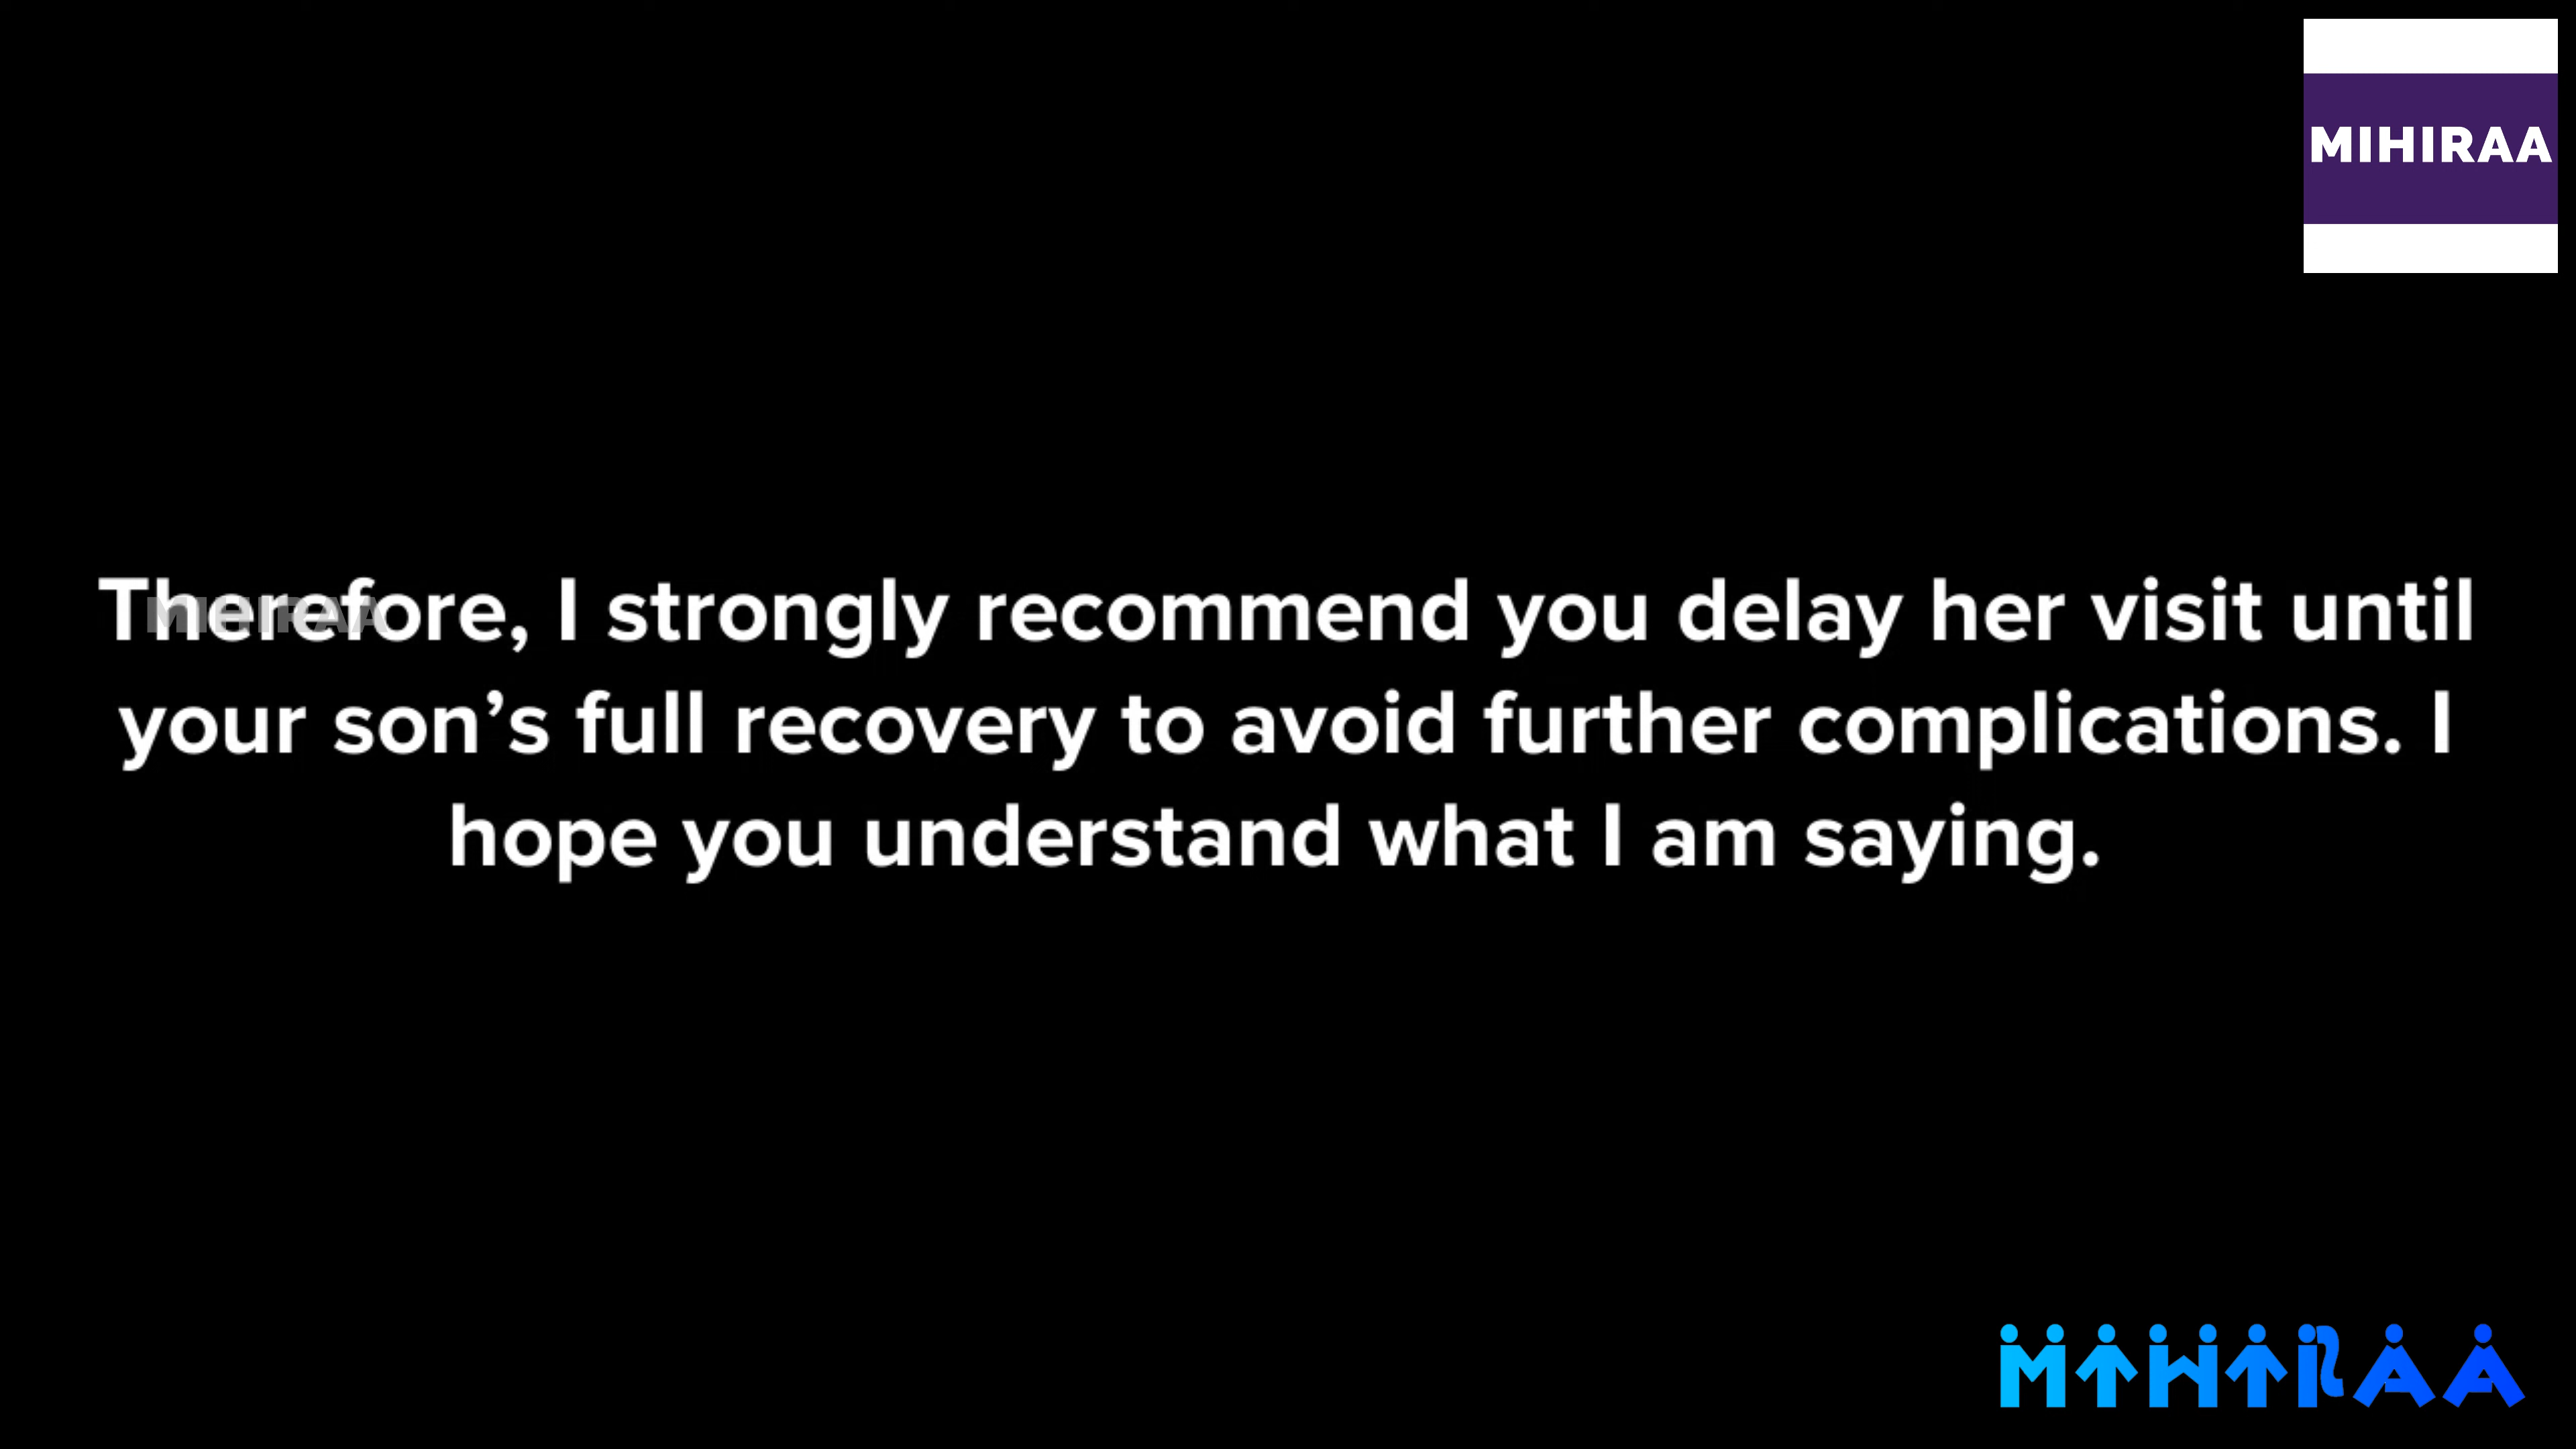 MIHIRAA
Therefore, I strongly recommend you delay her visit until
MIHIRAA
your son’s full recovery to avoid further complications. I
hope you understand what I am saying.
MIHIRAA